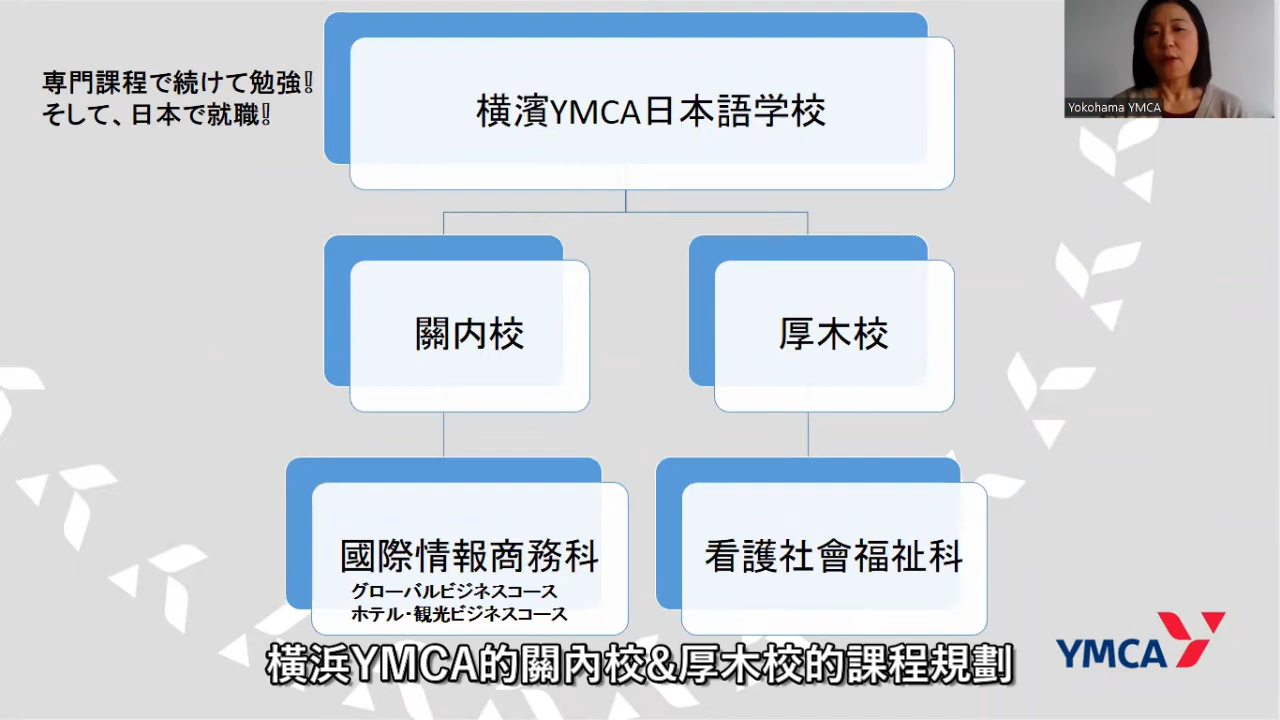 専門課程で続けて勉強!!
そして、日本で就職!!
横濱YMCA日本語学校
Yokohama YMCA
關内校
厚木校
國際情報商務科
グローバルビジネスコース
ホテル・観光ビジネスコース
看護社會福祉科
YMCA
橫浜YMCA的關內校&厚木校的課程規劃